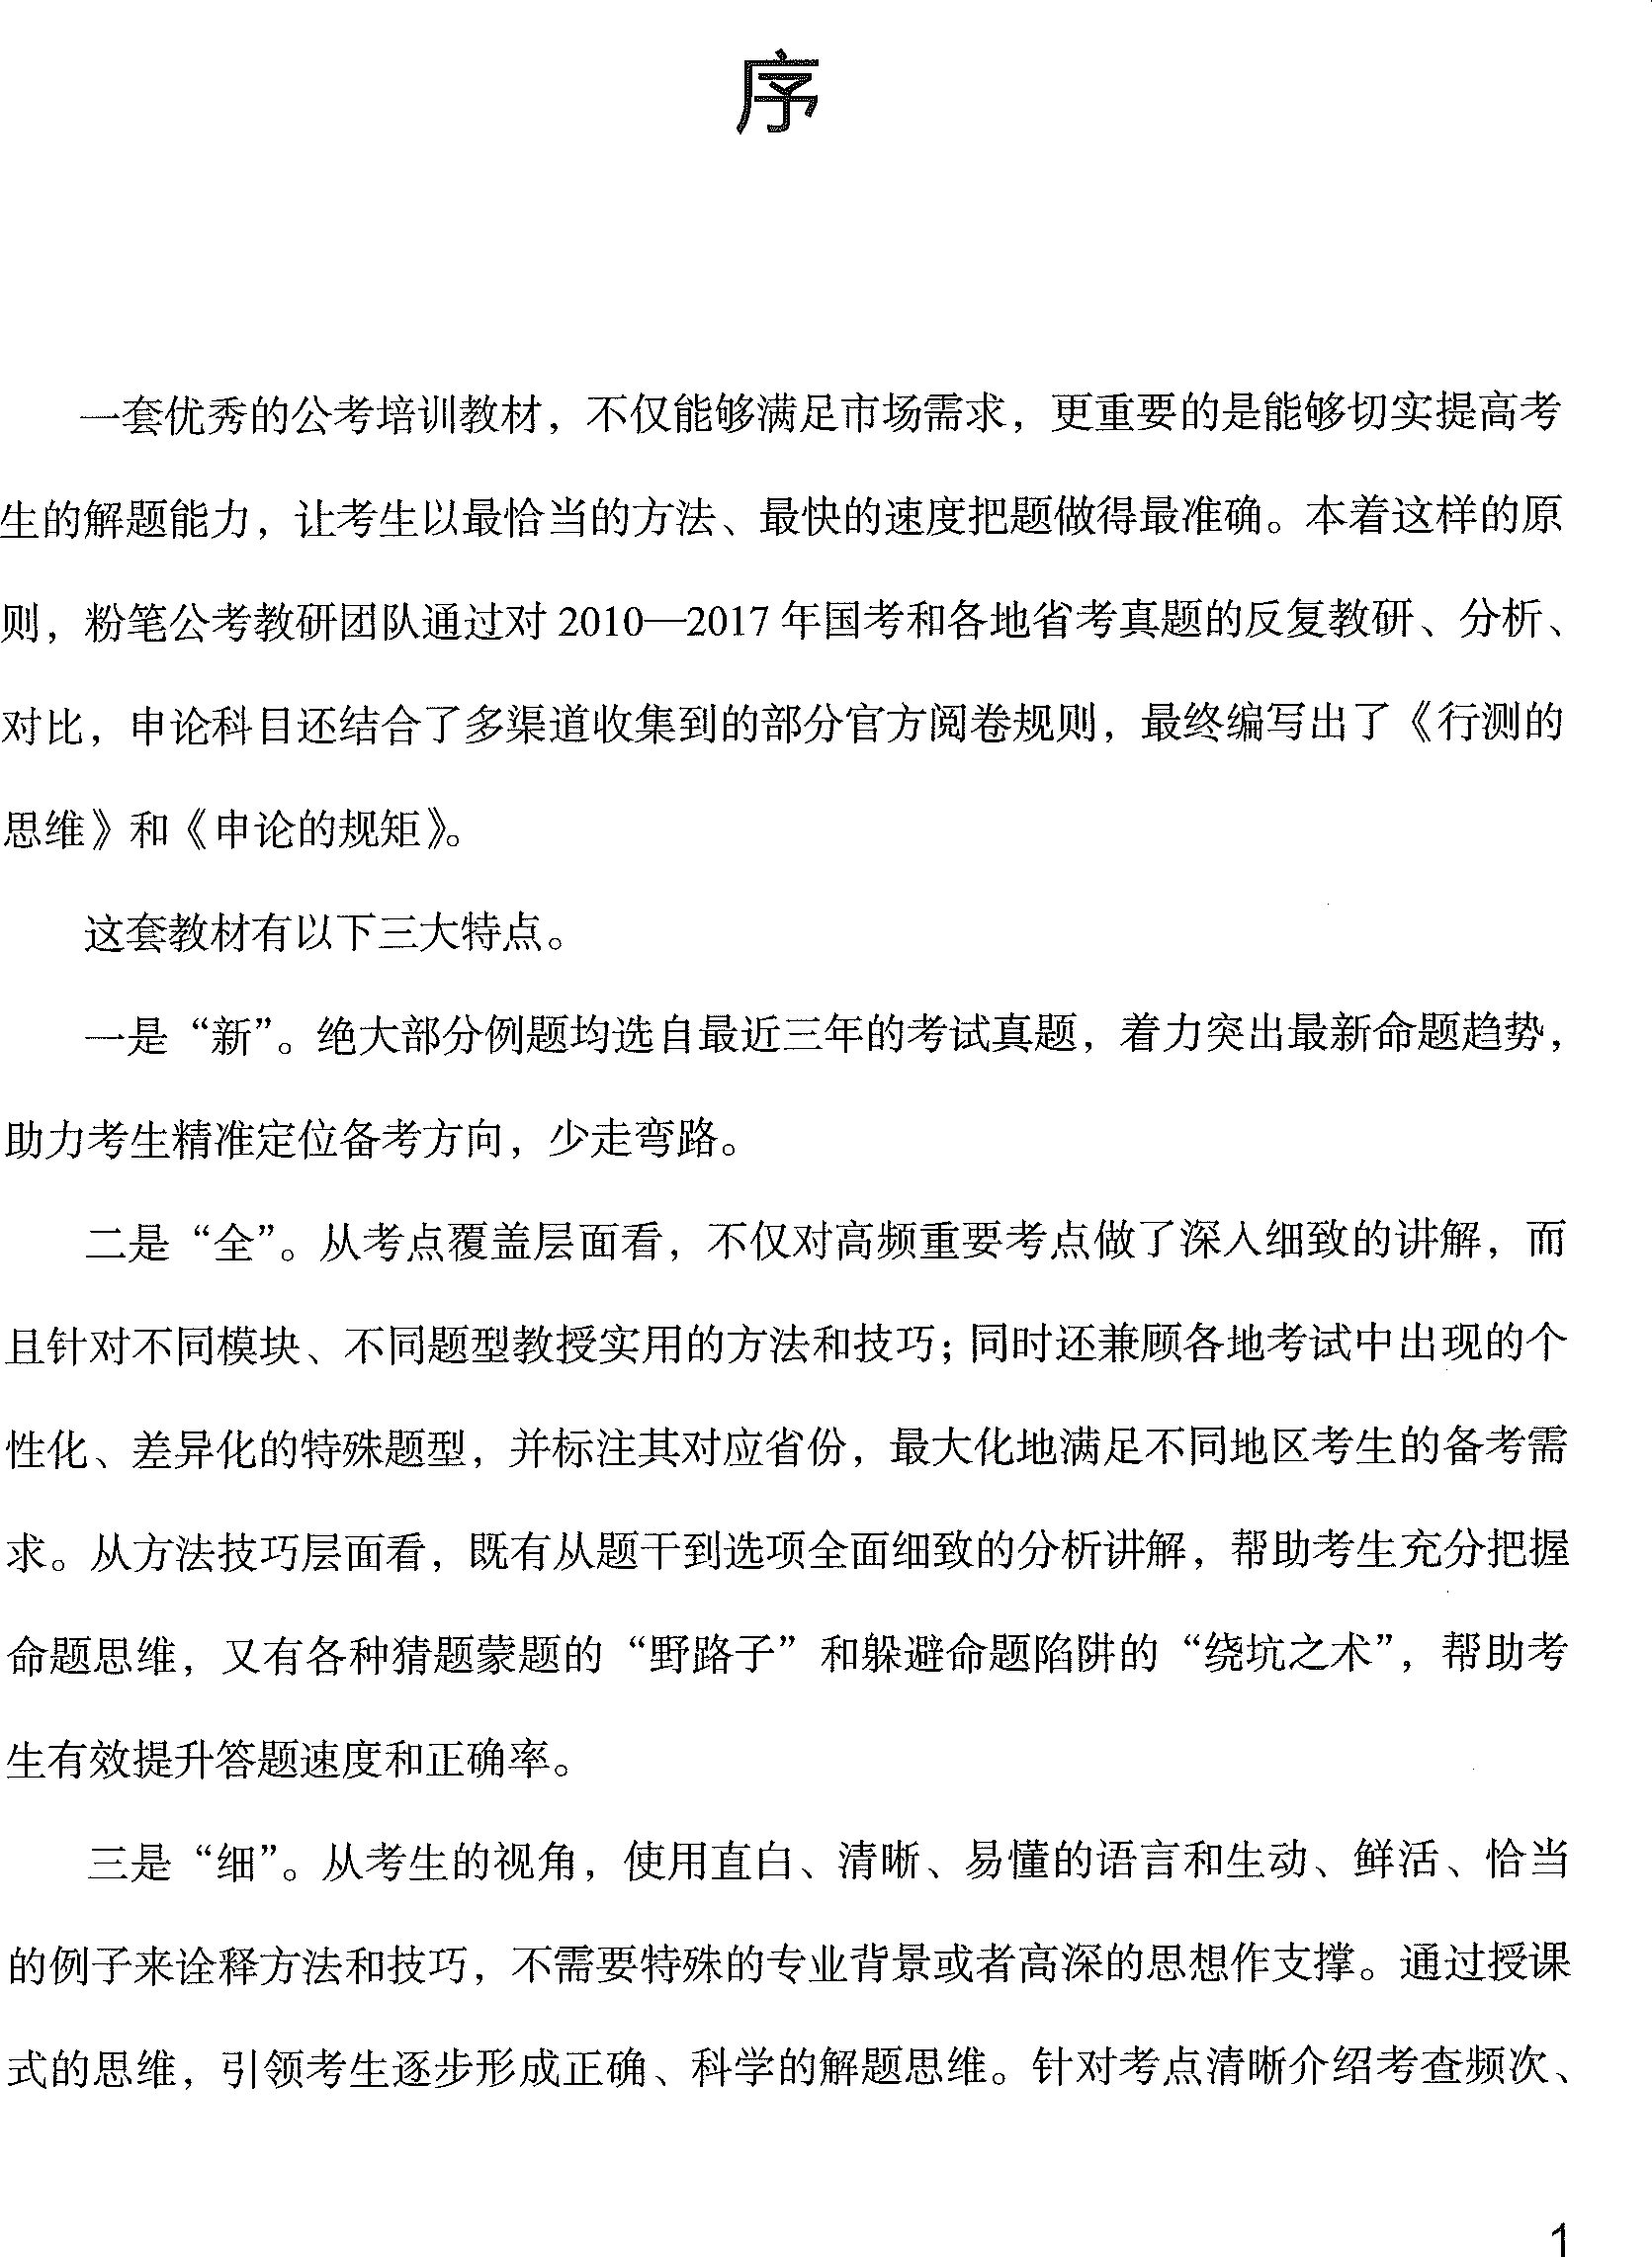 序
一套优秀的公考培训教材，不仅能够满足市场需求，更重要的是能够切实提高考
生的解题能力，让考生以最恰当的方法、最快的速度把题做得最准确。本着这样的原
则，粉笔公考教研团队通过对 2010—2017 年国考和各地省考真题的反复教研、分析、
对比，申论科目还结合了多渠道收集到的部分官方阅卷规则，最终编写出了《行测的
思维》和《申论的规矩》。
这套教材有以下三大特点。
一是“新”。绝大部分例题均选自最近三年的考试真题，着力突出最新命题趋势，
助力考生精准定位备考方向，少走弯路。
二是“全”。从考点覆盖层面看，不仅对高频重要考点做了深入细致的讲解，而
且针对不同模块、不同题型教授实用的方法和技巧；同时还兼顾各地考试中出现的个
性化、差异化的特殊题型，并标注其对应省份，最大化地满足不同地区考生的备考需
求。从方法技巧层面看，既有从题干到选项全面细致的分析讲解，帮助考生充分把握
命题思维，又有各种猜题蒙题的“野路子”和躲避命题陷阱的“绕坑之术”，帮助考
生有效提升答题速度和正确率。
三是“细”。从考生的视角，使用直白、清晰、易懂的语言和生动、鲜活、恰当
的例子来诠释方法和技巧，不需要特殊的专业背景或者高深的思想作支撑。通过授课
式的思维，引领考生逐步形成正确、科学的解题思维。针对考点清晰介绍考查频次、
1